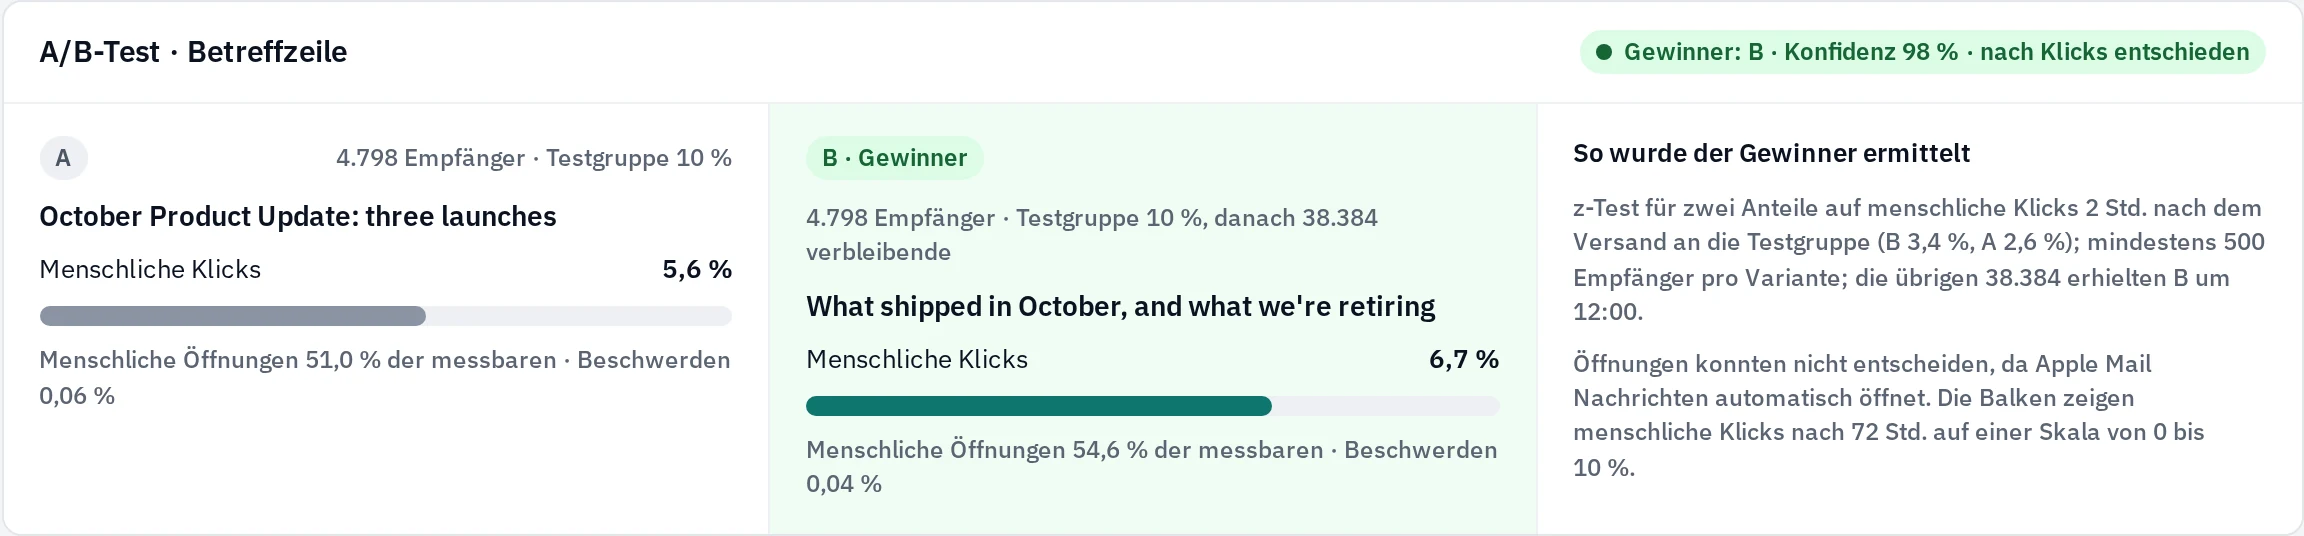 A/B-Test · Betreffzeile
Gewinner: B · Konfidenz 98 % · nach Klicks entschieden
A
4.798 Empfänger · Testgruppe 10 %
October Product Update: three launches
Menschliche Klicks
5,6 %
Menschliche Öffnungen 51,0 % der messbaren · Beschwerden
0,06 %
B · Gewinner
4.798 Empfänger · Testgruppe 10 %, danach 38.384
verbleibende
What shipped in October, and what we're retiring
Menschliche Klicks
6,7 %
Menschliche Öffnungen 54,6 % der messbaren · Beschwerden
0,04 %
So wurde der Gewinner ermittelt
z-Test für zwei Anteile auf menschliche Klicks 2 Std. nach dem
Versand an die Testgruppe (B 3,4 %, A 2,6 %); mindestens 500
Empfänger pro Variante; die übrigen 38.384 erhielten B um
12:00.
Öffnungen konnten nicht entscheiden, da Apple Mail
Nachrichten automatisch öffnet. Die Balken zeigen
menschliche Klicks nach 72 Std. auf einer Skala von 0 bis
10 %.